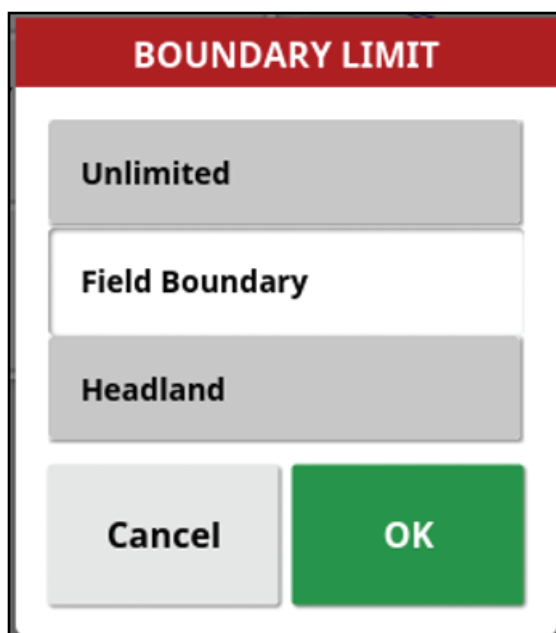 BOUNDARY LIMIT
Unlimited
Field Boundary
Headland
Cancel
OK